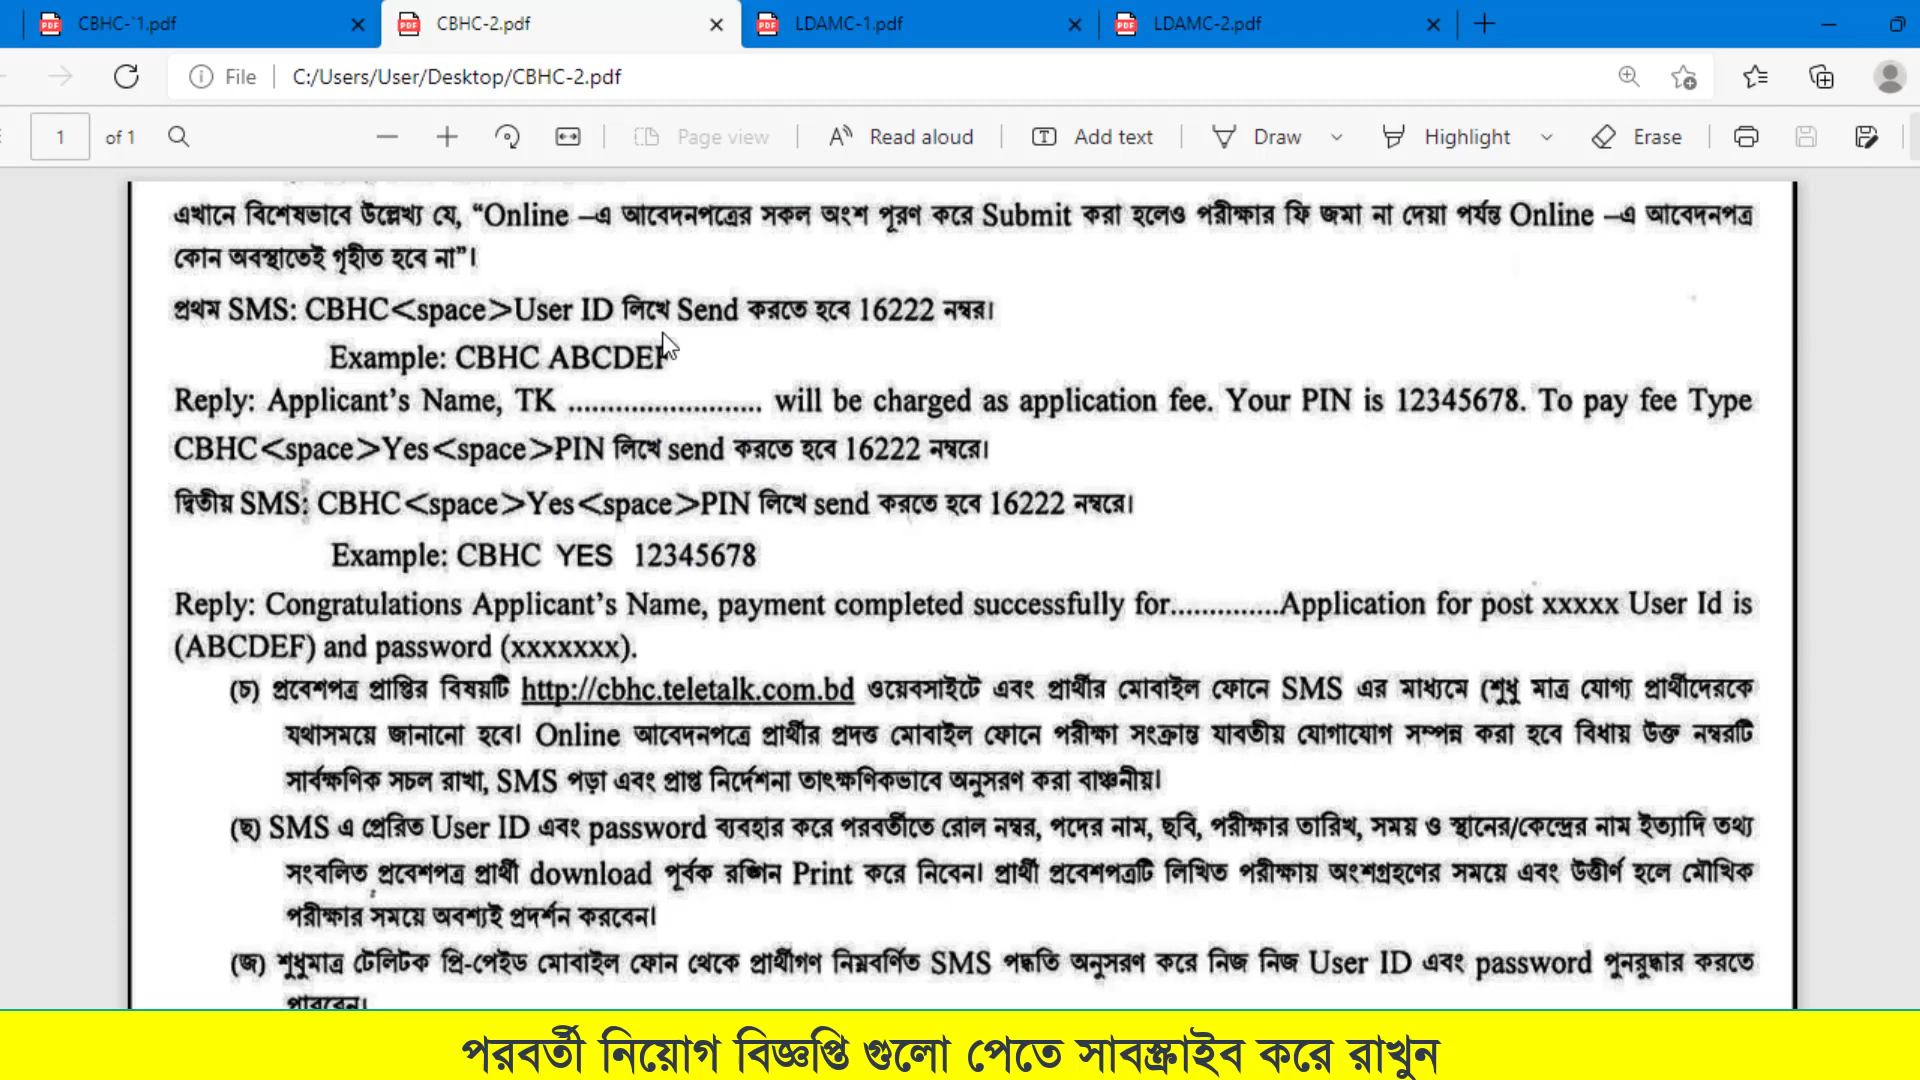 CBHC-`1.pdf
CBHC-2.pdf
LDAMC-1.pdf
LDAMC-2.pdf
File
C:/Users/User/Desktop/CBHC-2.pdf
1 of 1
Page view
Read aloud
Add text
Draw
Highlight
Erase
এখানে বিশেষভাবে উল্লেখ্য যে, “Online –এ আবেদনপত্রের সকল অংশ পূরণ করে Submit করা হলেও পরীক্ষার ফি জমা না দেয়া পর্যন্ত Online –এ আবেদনপত্র
কোন অবস্থাতেই গৃহীত হবে না”।
প্রথম SMS: CBHC<space>User ID লিখে Send করতে হবে 16222 নম্বর।
Example: CBHC ABCDEF
Reply: Applicant’s Name, TK ........................ will be charged as application fee. Your PIN is 12345678. To pay fee Type
CBHC<space>Yes<space>PIN লিখে send করতে হবে 16222 নম্বরে।
দ্বিতীয় SMS: CBHC<space>Yes<space>PIN লিখে send করতে হবে 16222 নম্বরে।
Example: CBHC YES 12345678
Reply: Congratulations Applicant’s Name, payment completed successfully for..............Application for post xxxxx User Id is
(ABCDEF) and password (xxxxxxx).
(চ) প্রবেশপত্র প্রাপ্তির বিষয়টি http://cbhc.teletalk.com.bd ওয়েবসাইটে এবং প্রার্থীর মোবাইল ফোনে SMS এর মাধ্যমে (শুধু মাত্র যোগ্য প্রার্থীদেরকে
যথাসময়ে জানানো হবে। Online আবেদনপত্রে প্রার্থীর প্রদত্ত মোবাইল ফোনে পরীক্ষা সংক্রান্ত যাবতীয় যোগাযোগ সম্পন্ন করা হবে বিধায় উক্ত নম্বরটি
সার্বক্ষণিক সচল রাখা, SMS পড়া এবং প্রাপ্ত নির্দেশনা তাৎক্ষণিকভাবে অনুসরণ করা বাঞ্চনীয়।
(ছ) SMS এ প্রেরিত User ID এবং password ব্যবহার করে পরবর্তীতে রোল নম্বর, পদের নাম, ছবি, পরীক্ষার তারিখ, সময় ও স্থানের/কেন্দ্রের নাম ইত্যাদি তথ্য
সংবলিত প্রবেশপত্র প্রার্থী download পূর্বক রঙ্গিন Print করে নিবেন। প্রার্থী প্রবেশপত্রটি লিখিত পরীক্ষায় অংশগ্রহণের সময়ে এবং উত্তীর্ণ হলে মৌখিক
পরীক্ষার সময়ে অবশ্যই প্রদর্শন করবেন।
(জ) শুধুমাত্র টেলিটক প্রি-পেইড মোবাইল ফোন থেকে প্রার্থীগণ নিম্নবর্ণিত SMS পদ্ধতি অনুসরণ করে নিজ নিজ User ID এবং password পুনরুদ্ধার করতে
পারবেন।
পরবর্তী নিয়োগ বিজ্ঞপ্তি গুলো পেতে সাবস্ক্রাইব করে রাখুন